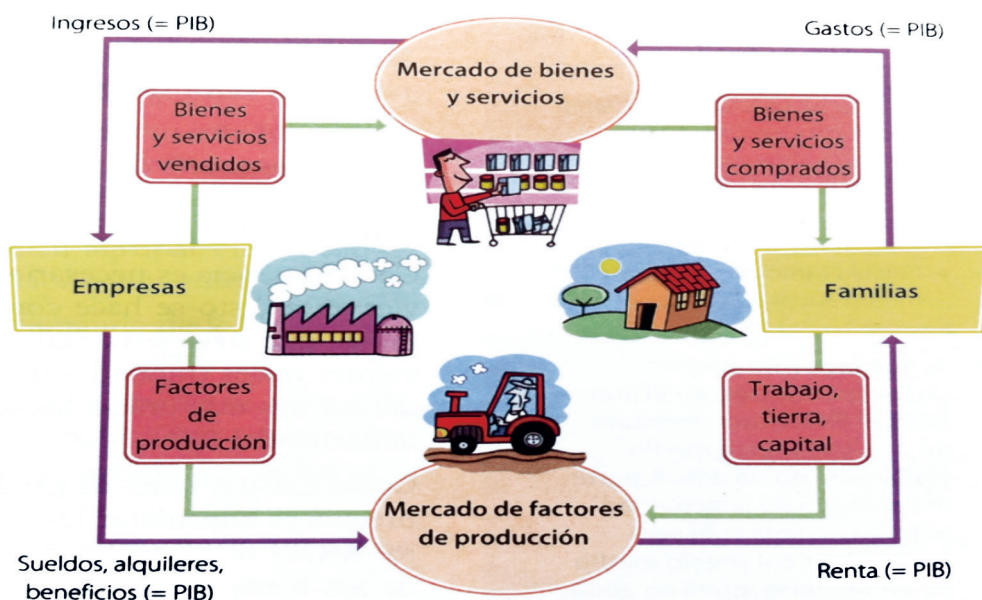 Ingresos (= PIB)
Gastos (= PIB)
Mercado de bienes
y servicios
Bienes
y servicios
vendidos
Bienes
y servicios
comprados
Empresas
Familias
Factores
de
producción
Trabajo,
tierra,
capital
Mercado de factores
de producción
Sueldos, alquileres,
beneficios (= PIB)
Renta (= PIB)